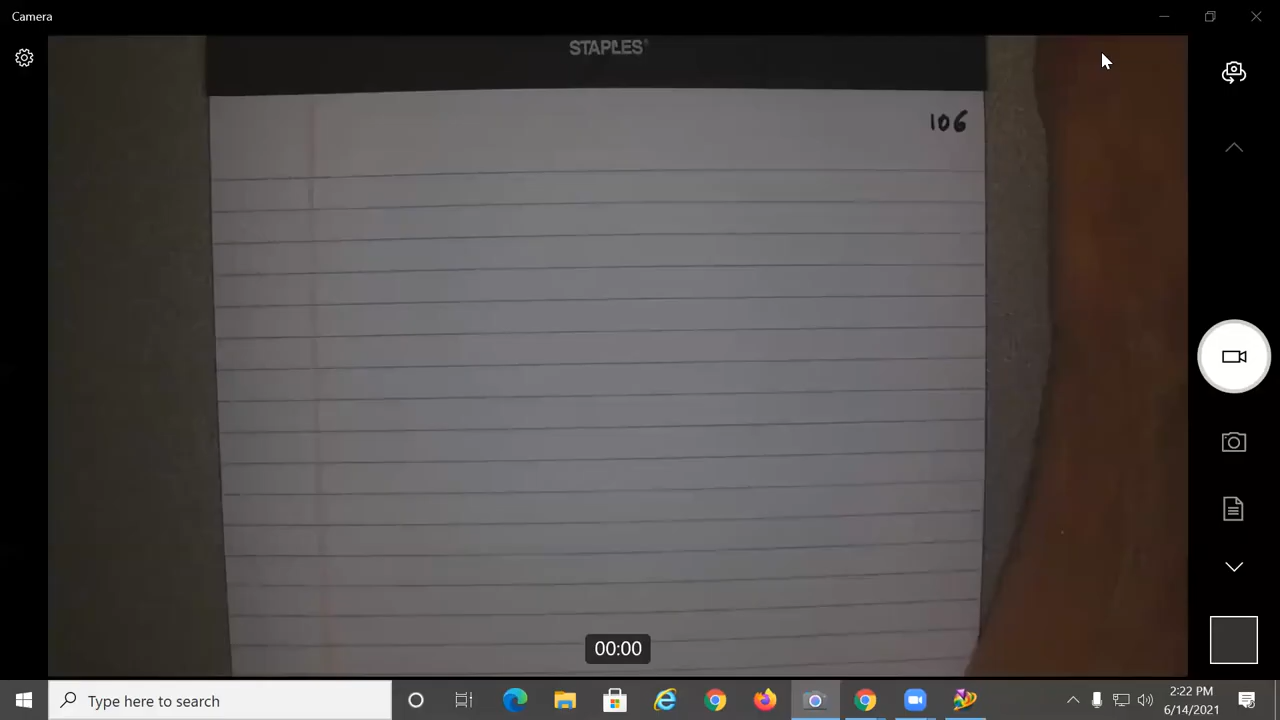 Camera
STAPLES
106
00:00
Type here to search
2:22 PM
6/14/2021